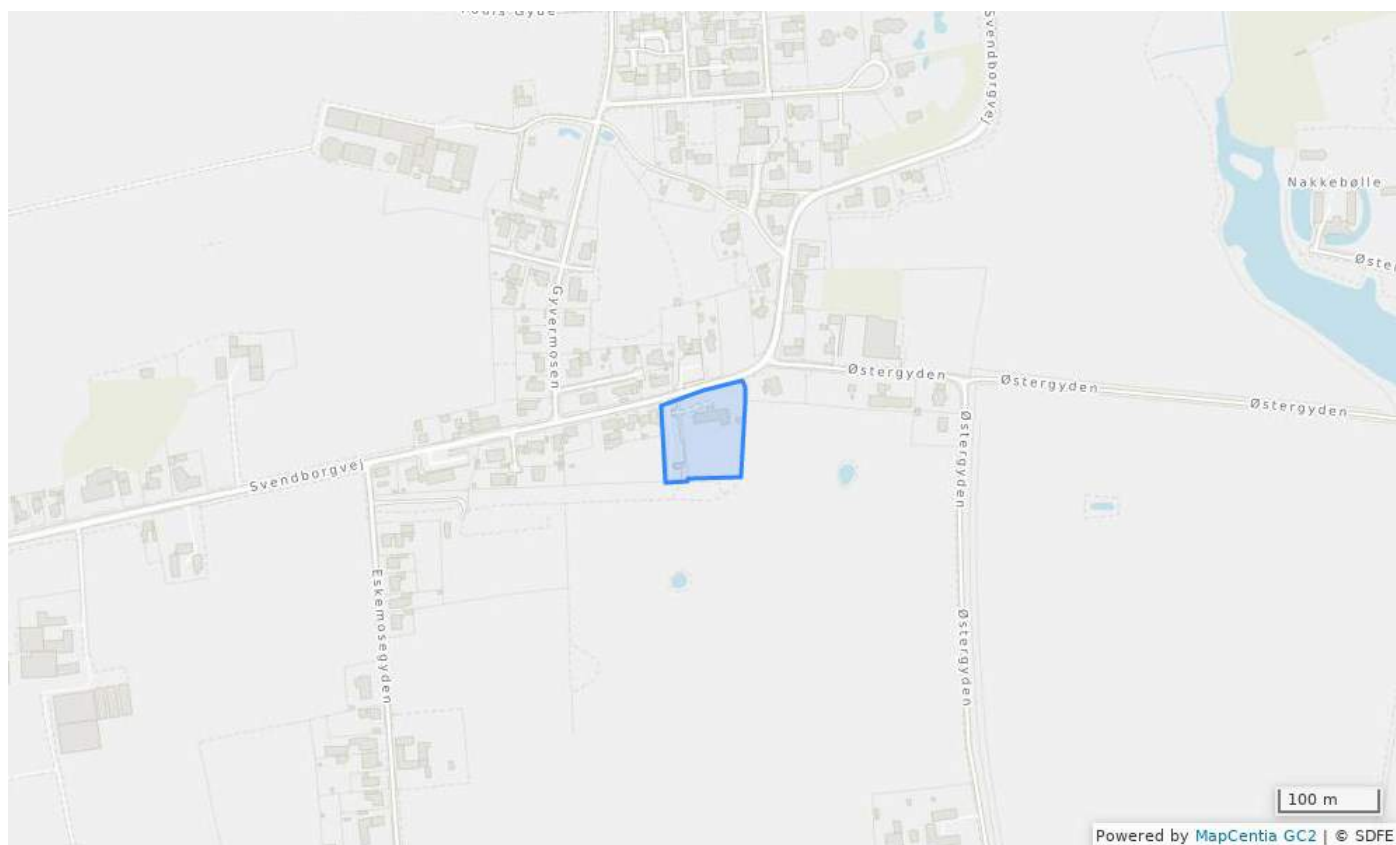 Svendborgvej
Nakkebølle
Gyvermosen
Østergyden
Østergyden
Østergyden
Østergyden
Svendborgvej
Eskemosegyden
Østergyden
100 m
Powered by MapCentia GC2 | © SDFE